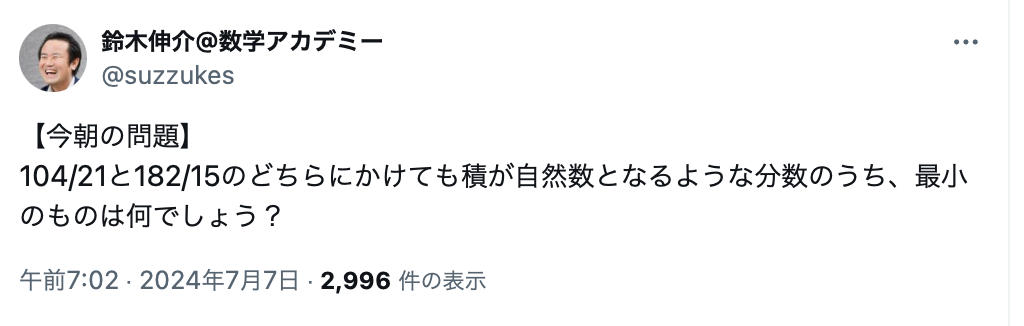 鈴木伸介@数学アカデミー
@suzzukes
【今朝の問題】
104/21と182/15のどちらにかけても積が自然数となるような分数のうち、最小
のものは何でしょう？
午前7:02 · 2024年7月7日 · 2,996 件の表示